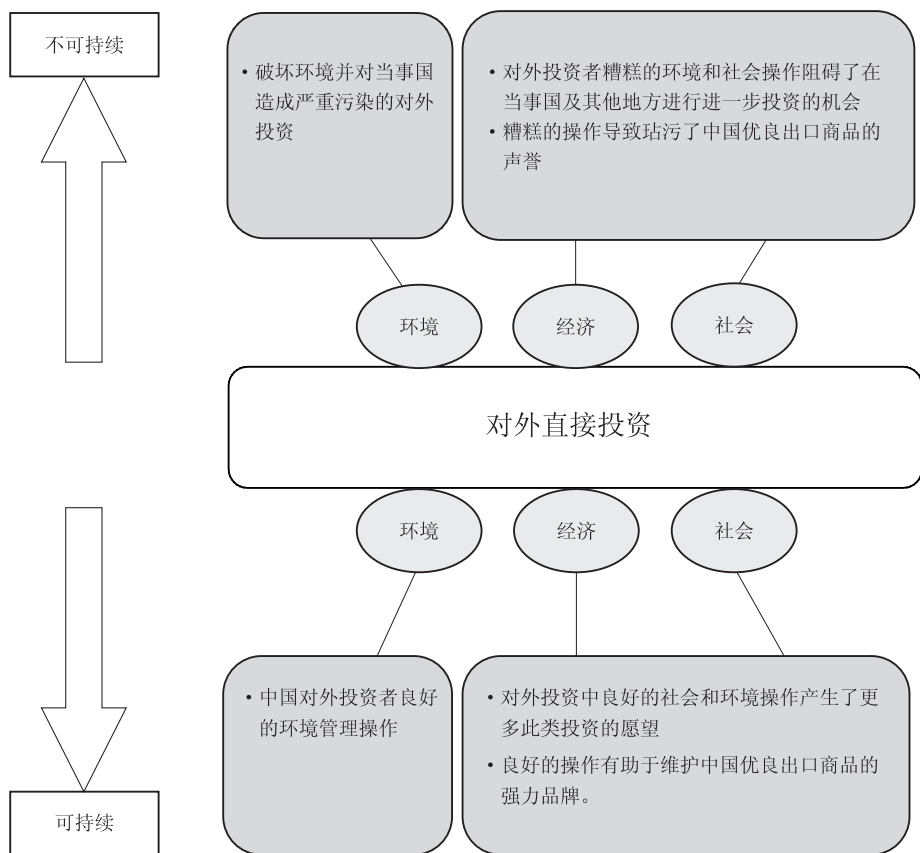 不可持续
• 破坏环境并对当事国
造成严重污染的对外
投资
• 对外投资者糟糕的环境和社会操作阻碍了在
当事国及其他地方进行进一步投资的机会
• 糟糕的操作导致玷污了中国优良出口商品的
声誉
环境
经济
社会
对外直接投资
环境
经济
社会
• 中国对外投资者良好
的环境管理操作
• 对外投资中良好的社会和环境操作产生了更
多此类投资的愿望
• 良好的操作有助于维护中国优良出口商品的
强力品牌。
可持续